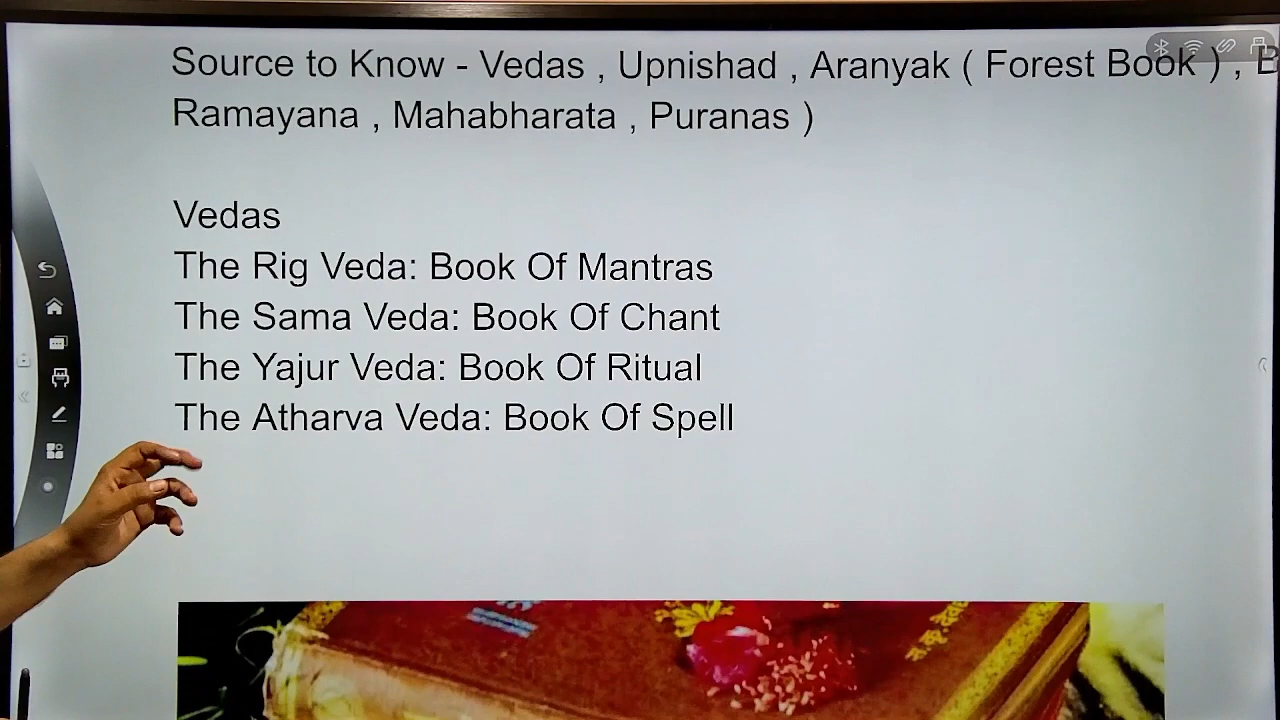 Source to Know - Vedas , Upnishad , Aranyak ( Forest Book ) ,
Ramayana , Mahabharata , Puranas )
Vedas
The Rig Veda: Book Of Mantras
The Sama Veda: Book Of Chant
The Yajur Veda: Book Of Ritual
The Atharva Veda: Book Of Spell